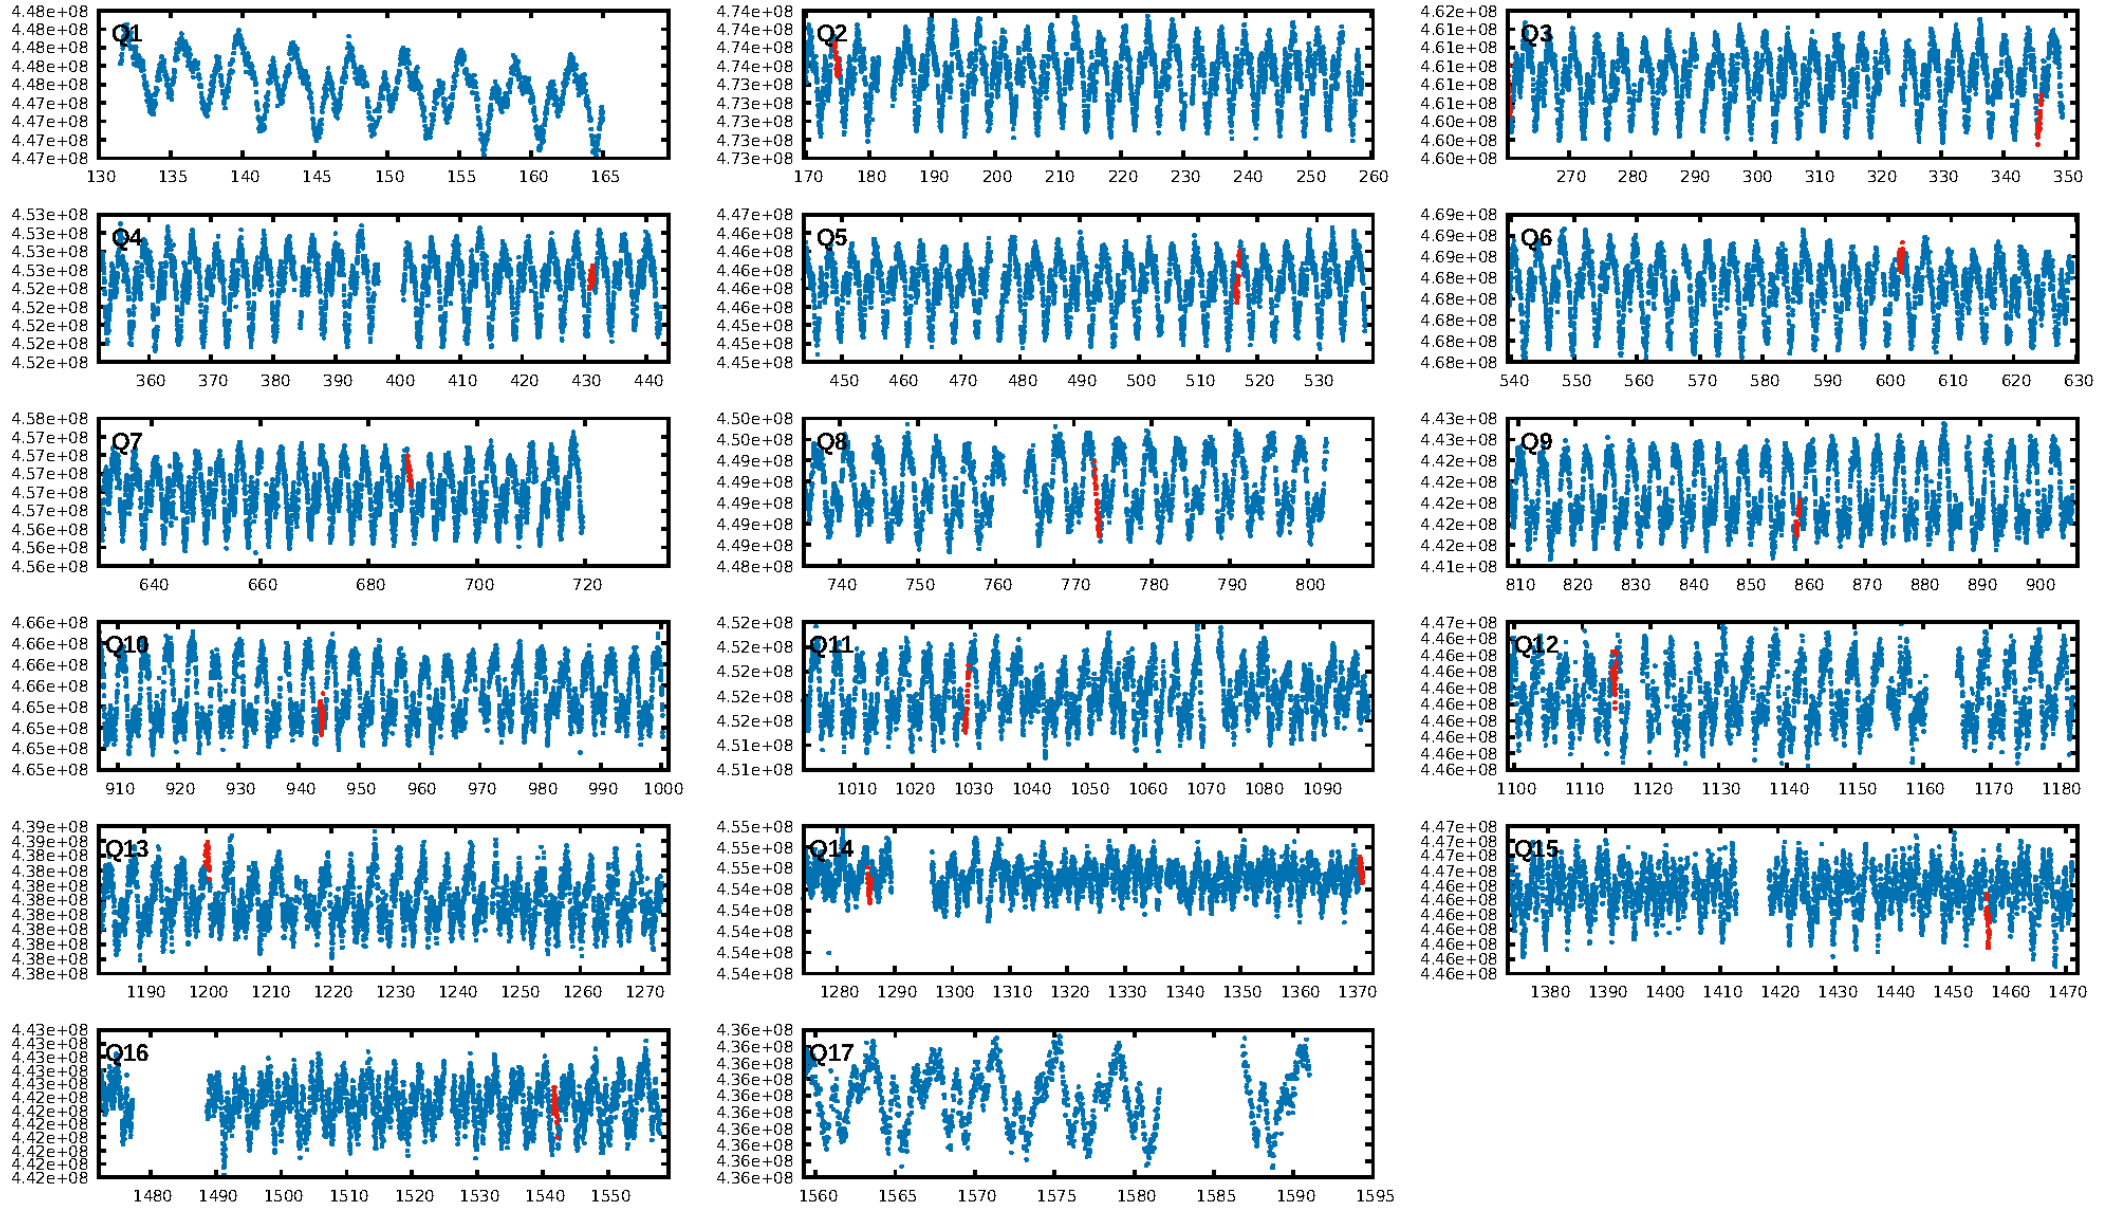 4.48e+08
4.48e+08
4.48e+08
4.48e+08
4.48e+08
4.47e+08
4.47e+08
4.47e+08
4.47e+08
Q1
130 135 140 145 150 155 160 165
4.74e+08
4.74e+08
4.74e+08
4.74e+08
4.73e+08
4.73e+08
4.73e+08
4.73e+08
4.73e+08
Q2
170 180 190 200 210 220 230 240 250 260
4.62e+08
4.61e+08
4.61e+08
4.61e+08
4.61e+08
4.61e+08
4.60e+08
4.60e+08
4.60e+08
Q3
270 280 290 300 310 320 330 340 350
4.53e+08
4.53e+08
4.53e+08
4.53e+08
4.52e+08
4.52e+08
4.52e+08
4.52e+08
4.52e+08
Q4
360 370 380 390 400 410 420 430 440
4.47e+08
4.46e+08
4.46e+08
4.46e+08
4.46e+08
4.46e+08
4.45e+08
4.45e+08
4.45e+08
Q5
450 460 470 480 490 500 510 520 530
4.69e+08
4.69e+08
4.69e+08
4.68e+08
4.68e+08
4.68e+08
4.68e+08
4.68e+08
Q6
540 550 560 570 580 590 600 610 620 630
4.58e+08
4.57e+08
4.57e+08
4.57e+08
4.57e+08
4.57e+08
4.56e+08
4.56e+08
4.56e+08
Q7
640 660 680 700 720
4.50e+08
4.50e+08
4.49e+08
4.49e+08
4.49e+08
4.49e+08
4.49e+08
4.48e+08
Q8
740 750 760 770 780 790 800
4.43e+08
4.43e+08
4.42e+08
4.42e+08
4.42e+08
4.42e+08
4.42e+08
4.41e+08
Q9
810 820 830 840 850 860 870 880 890 900
4.66e+08
4.66e+08
4.66e+08
4.66e+08
4.65e+08
4.65e+08
4.65e+08
4.65e+08
Q10
910 920 930 940 950 960 970 980 990 1000
4.52e+08
4.52e+08
4.52e+08
4.52e+08
4.52e+08
4.51e+08
4.51e+08
Q11
1010 1020 1030 1040 1050 1060 1070 1080 1090
4.47e+08
4.46e+08
4.46e+08
4.46e+08
4.46e+08
4.46e+08
4.46e+08
4.46e+08
4.46e+08
4.46e+08
Q12
1100 1110 1120 1130 1140 1150 1160 1170 1180
4.39e+08
4.39e+08
4.38e+08
4.38e+08
4.38e+08
4.38e+08
4.38e+08
4.38e+08
4.38e+08
4.38e+08
4.38e+08
Q13
1190 1200 1210 1220 1230 1240 1250 1260 1270
4.55e+08
4.55e+08
4.55e+08
4.54e+08
4.54e+08
4.54e+08
4.54e+08
4.54e+08
Q14
1280 1290 1300 1310 1320 1330 1340 1350 1360 1370
4.47e+08
4.47e+08
4.47e+08
4.47e+08
4.46e+08
4.46e+08
4.46e+08
4.46e+08
4.46e+08
4.46e+08
4.46e+08
Q15
1380 1390 1400 1410 1420 1430 1440 1450 1460 1470
4.43e+08
4.43e+08
4.43e+08
4.43e+08
4.43e+08
4.42e+08
4.42e+08
4.42e+08
4.42e+08
4.42e+08
4.42e+08
4.42e+08
Q16
1480 1490 1500 1510 1520 1530 1540 1550
4.36e+08
4.36e+08
4.36e+08
4.36e+08
4.36e+08
4.36e+08
4.36e+08
4.36e+08
4.36e+08
4.36e+08
Q17
1560 1565 1570 1575 1580 1585 1590 1595